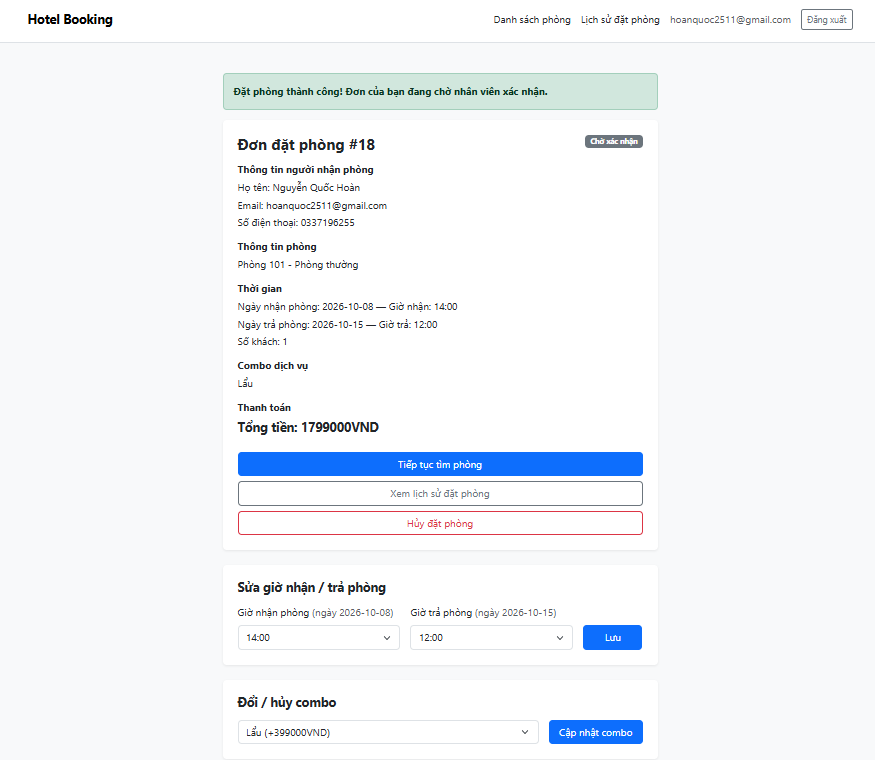 Hotel Booking
Danh sách phòng Lịch sử đặt phòng hoanquoc2511@gmail.com Đăng xuất
Đặt phòng thành công! Đơn của bạn đang chờ nhân viên xác nhận.
Đơn đặt phòng #18
Chờ xác nhận
Thông tin người nhận phòng
Họ tên: Nguyễn Quốc Hoàn
Email: hoanquoc2511@gmail.com
Số điện thoại: 0337196255
Thông tin phòng
Phòng 101 - Phòng thường
Thời gian
Ngày nhận phòng: 2026-10-08 — Giờ nhận: 14:00
Ngày trả phòng: 2026-10-15 — Giờ trả: 12:00
Số khách: 1
Combo dịch vụ
Lẩu
Thanh toán
Tổng tiền: 1799000VND
Tiếp tục tìm phòng
Xem lịch sử đặt phòng
Hủy đặt phòng
Sửa giờ nhận / trả phòng
Giờ nhận phòng (ngày 2026-10-08) Giờ trả phòng (ngày 2026-10-15)
14:00 12:00 Lưu
Đổi / hủy combo
Lẩu (+399000VND) Cập nhật combo